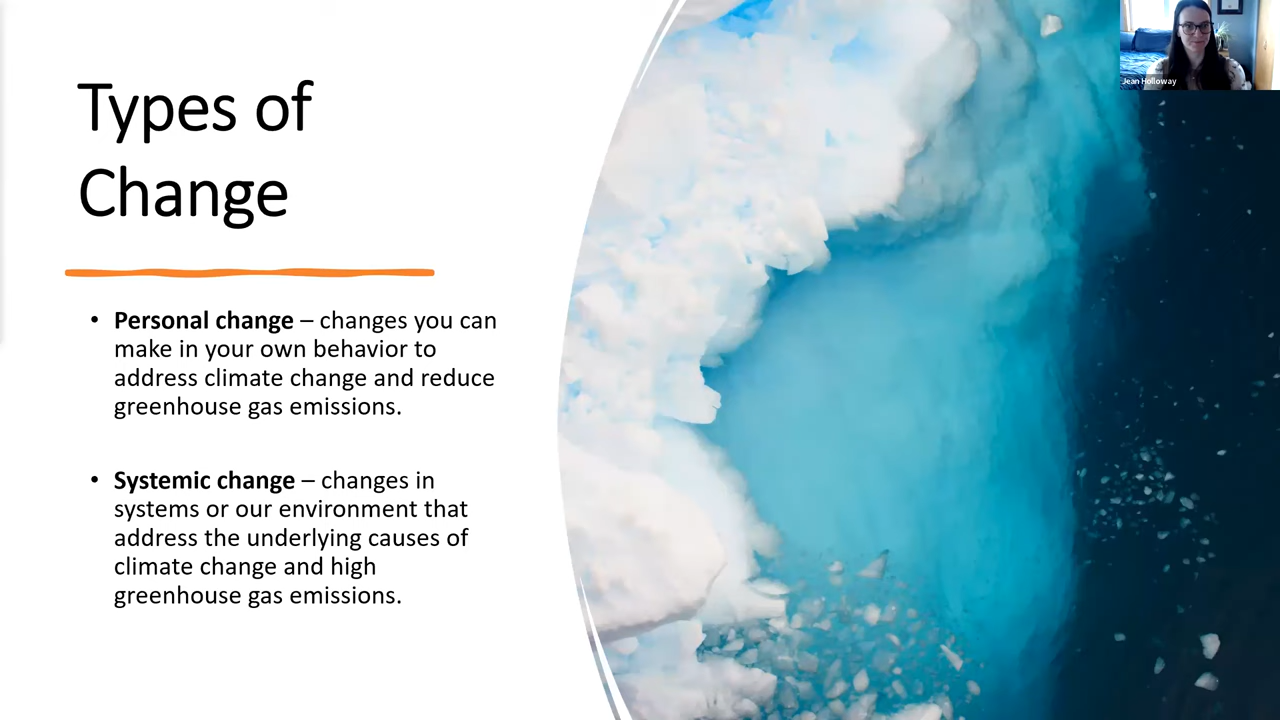 Types of
Change
• Personal change – changes you can
make in your own behavior to
address climate change and reduce
greenhouse gas emissions.
• Systemic change – changes in
systems or our environment that
address the underlying causes of
climate change and high
greenhouse gas emissions.
Jean Holloway